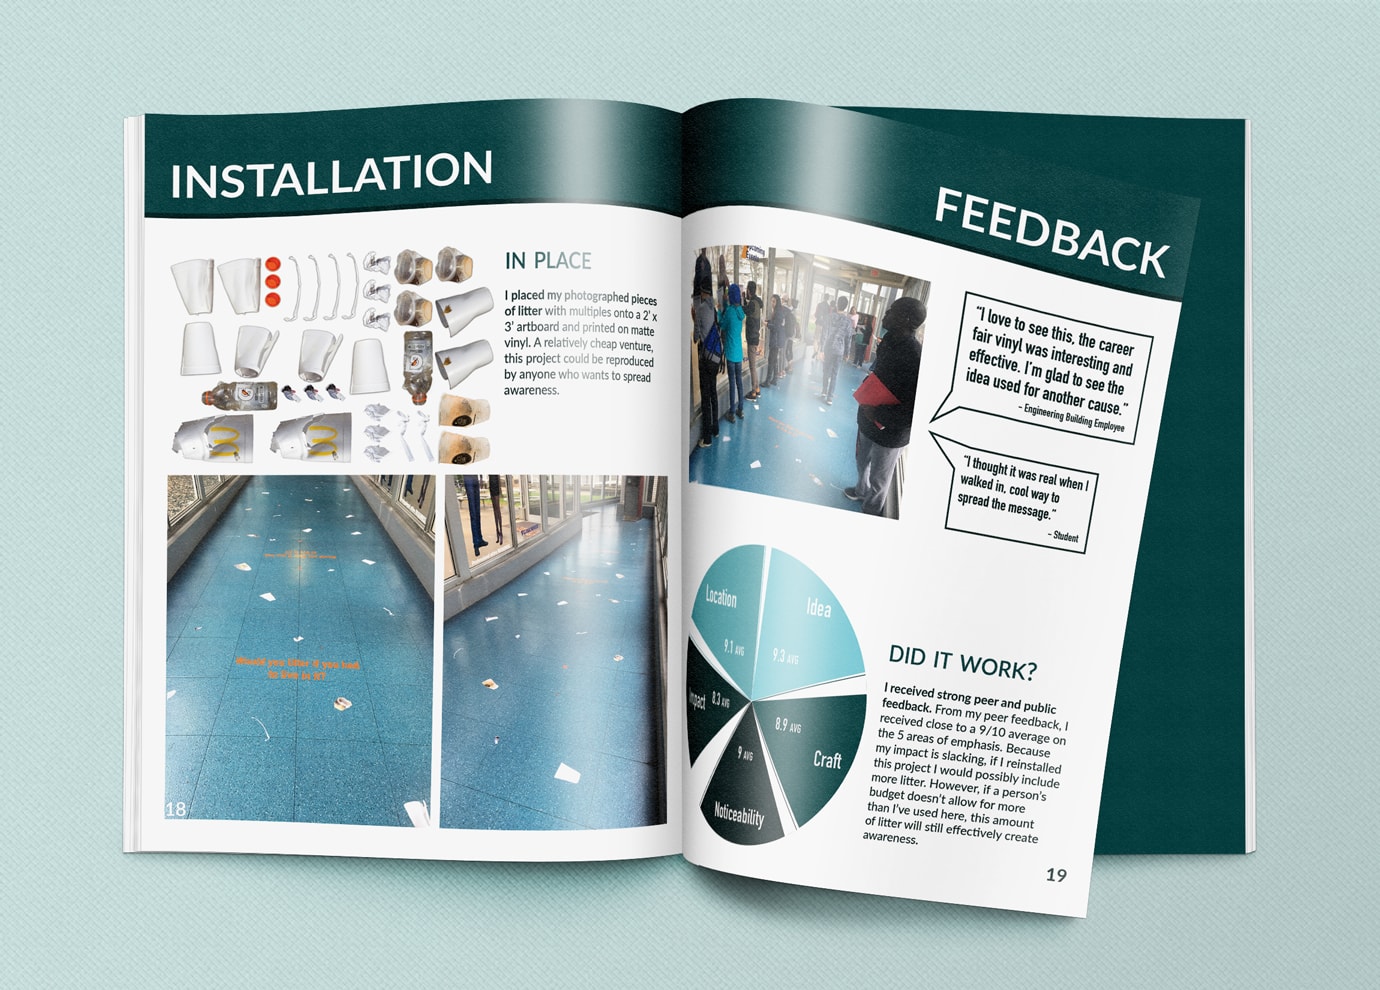 INSTALLATION
IN PLACE
I placed my photographed pieces
of litter with multiples onto a 2' x
3' artboard and printed on matte
vinyl. A relatively cheap venture,
this project could be reproduced
by anyone who wants to spread
awareness.
Would you litter if you had
to live in it?
18
FEEDBACK
"I love to see this, the career
fair vinyl was interesting and
effective. I'm glad to see the
idea used for another cause."
- Engineering Building Employee
"I thought it was real when I
walked in, cool way to
spread the message."
- Student
Location
9.1 AVG
Idea
9.3 AVG
Impact 8.3 AVG
8.9 AVG
Craft
9 AVG
Noticeability
DID IT WORK?
I received strong peer and public
feedback. From my peer feedback, I
received close to a 9/10 average on
the 5 areas of emphasis. Because
my impact is slacking, if I reinstalled
this project I would possibly include
more litter. However, if a person's
budget doesn't allow for more
than I've used here, this amount
of litter will still effectively create
awareness.
19